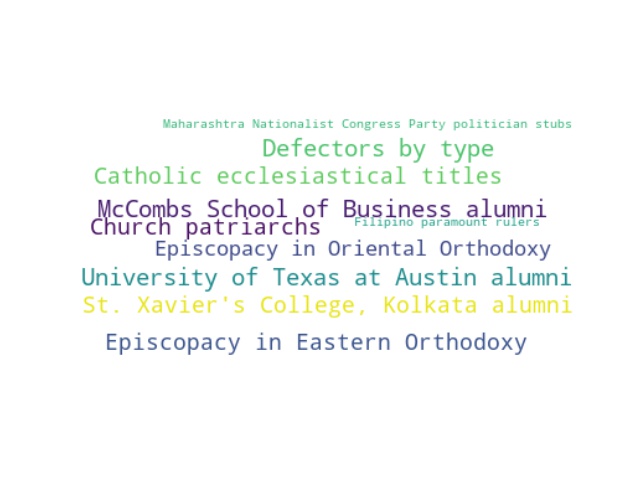 Maharashtra Nationalist Congress Party politician stubs
Defectors by type
Catholic ecclesiastical titles
McCombs School of Business alumni
Filipino paramount rulers
Church patriarchs
Episcopacy in Oriental Orthodoxy
University of Texas at Austin alumni
St. Xavier's College, Kolkata alumni
Episcopacy in Eastern Orthodoxy